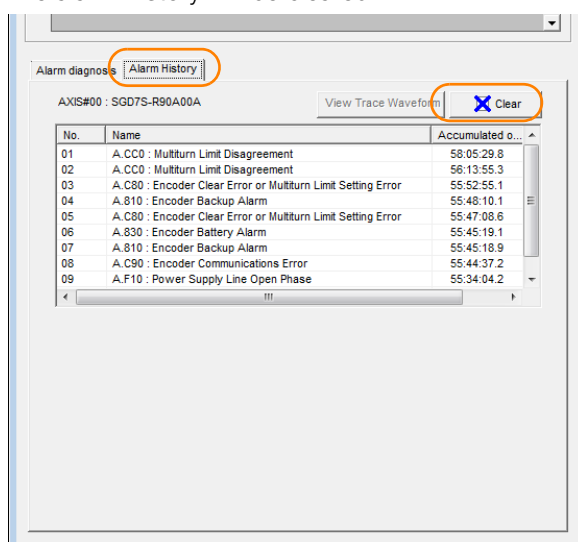 Alarm diagnosis Alarm History
AXIS#00 : SGD7S-R90A00A View Trace Waveform Clear
No. Name Accumulated o...
01 A.CC0 : Multiturn Limit Disagreement 58:05:29.8
02 A.CC0 : Multiturn Limit Disagreement 56:13:55.3
03 A.C80 : Encoder Clear Error or Multiturn Limit Setting Error 55:52:55.1
04 A.810 : Encoder Backup Alarm 55:48:10.1
05 A.C80 : Encoder Clear Error or Multiturn Limit Setting Error 55:47:08.6
06 A.830 : Encoder Battery Alarm 55:45:19.1
07 A.810 : Encoder Backup Alarm 55:45:18.9
08 A.C90 : Encoder Communications Error 55:44:37.2
09 A.F10 : Power Supply Line Open Phase 55:34:04.2